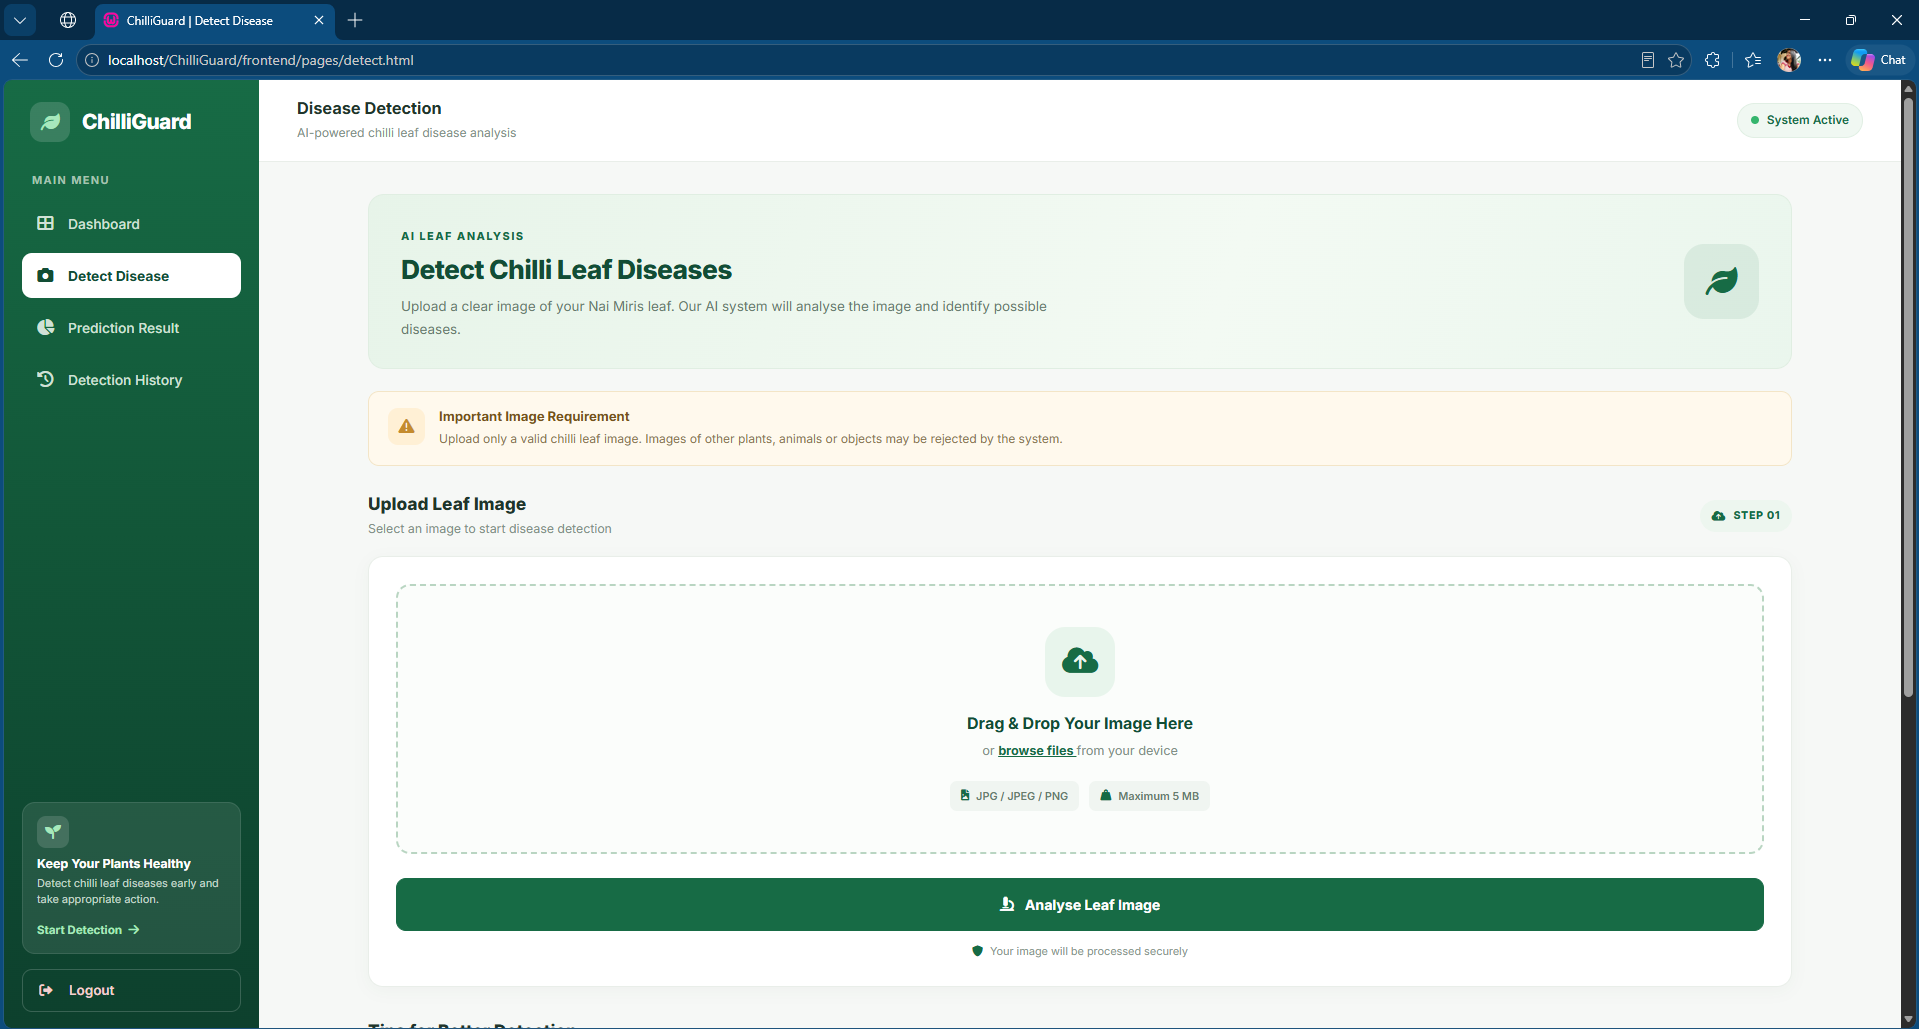 ChilliGuard | Detect Disease
localhost/ChilliGuard/frontend/pages/detect.html
Chat
ChilliGuard
MAIN MENU
Dashboard
Detect Disease
Prediction Result
Detection History
Keep Your Plants Healthy
Detect chilli leaf diseases early and
take appropriate action.
Start Detection →
Logout
Disease Detection
AI-powered chilli leaf disease analysis
System Active
AI LEAF ANALYSIS
Detect Chilli Leaf Diseases
Upload a clear image of your Nai Miris leaf. Our AI system will analyse the image and identify possible
diseases.
Important Image Requirement
Upload only a valid chilli leaf image. Images of other plants, animals or objects may be rejected by the system.
Upload Leaf Image
Select an image to start disease detection
STEP 01
Drag & Drop Your Image Here
or browse files from your device
JPG / JPEG / PNG
Maximum 5 MB
Analyse Leaf Image
Your image will be processed securely
Tips for Better Detection